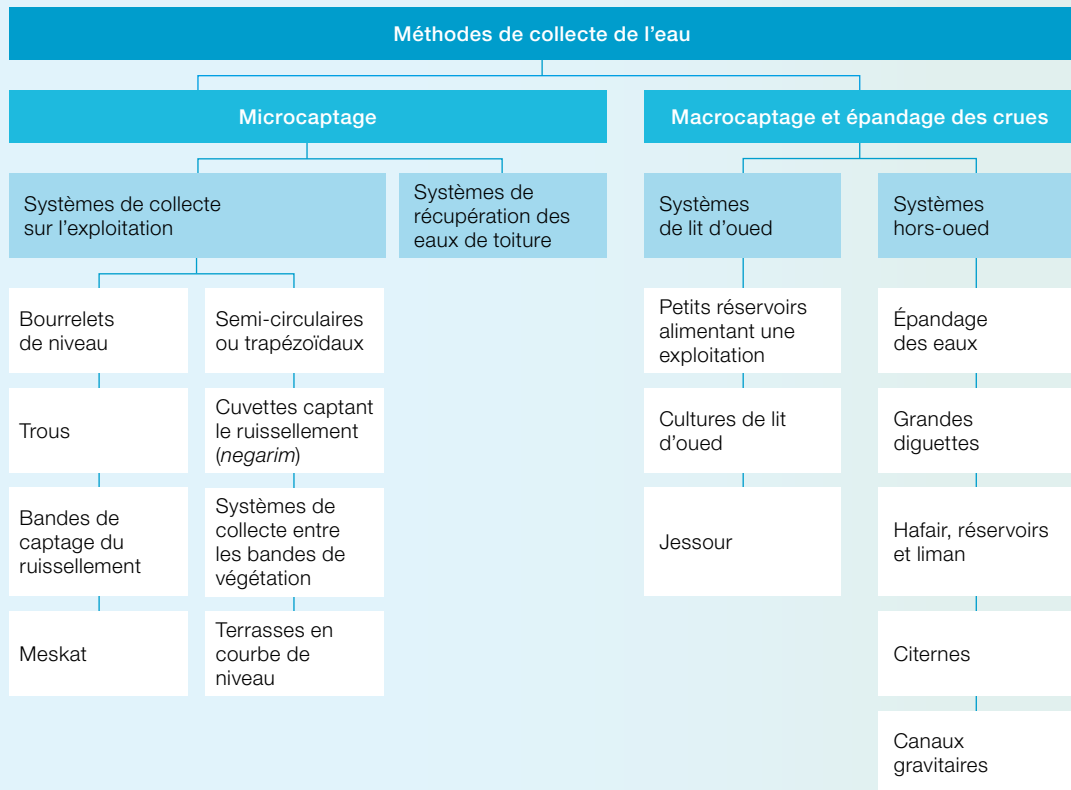 Méthodes de collecte de l'eau
Microcaptage
Macrocaptage et épandage des crues
Systèmes de collecte
sur l'exploitation
Systèmes de
récupération des
eaux de toiture
Systèmes
de lit d'oued
Systèmes
hors-oued
Bourrelets
de niveau
Trous
Bandes de
captage du
ruissellement
Meskat
Semi-circulaires
ou trapézoïdaux
Cuvettes captant
le ruissellement
(negarim)
Systèmes de
collecte entre
les bandes de
végétation
Terrasses en
courbe de
niveau
Petits réservoirs
alimentant une
exploitation
Cultures de lit
d'oued
Jessour
Épandage
des eaux
Grandes
diguettes
Hafair, réservoirs
et liman
Citernes
Canaux
gravitaires